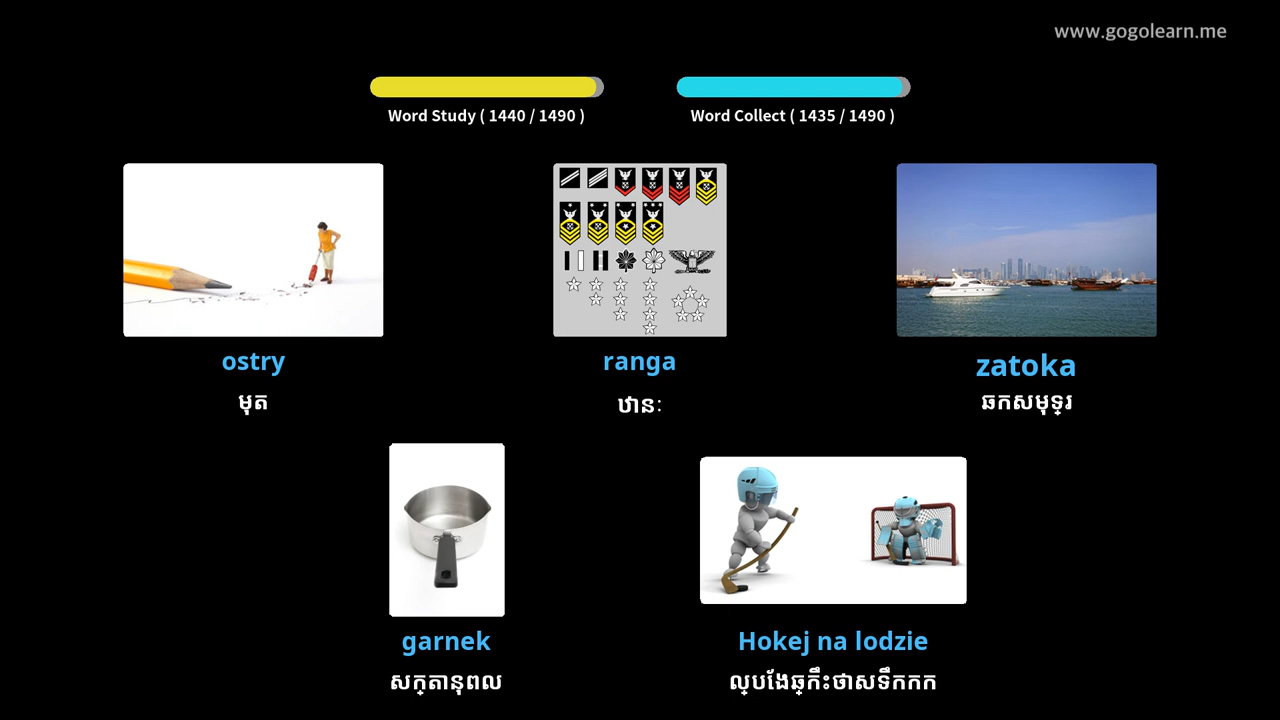 www.gogolearn.me
Word Study ( 1440 / 1490 )
Word Collect ( 1435 / 1490 )
ostry
ranga
zatoka
មុត
ឋានៈ
ឆកសមុទ្រ
garnek
Hokej na lodzie
សក្តានុពល
ល្បែងឆ្កឹះថាសទឹកកក